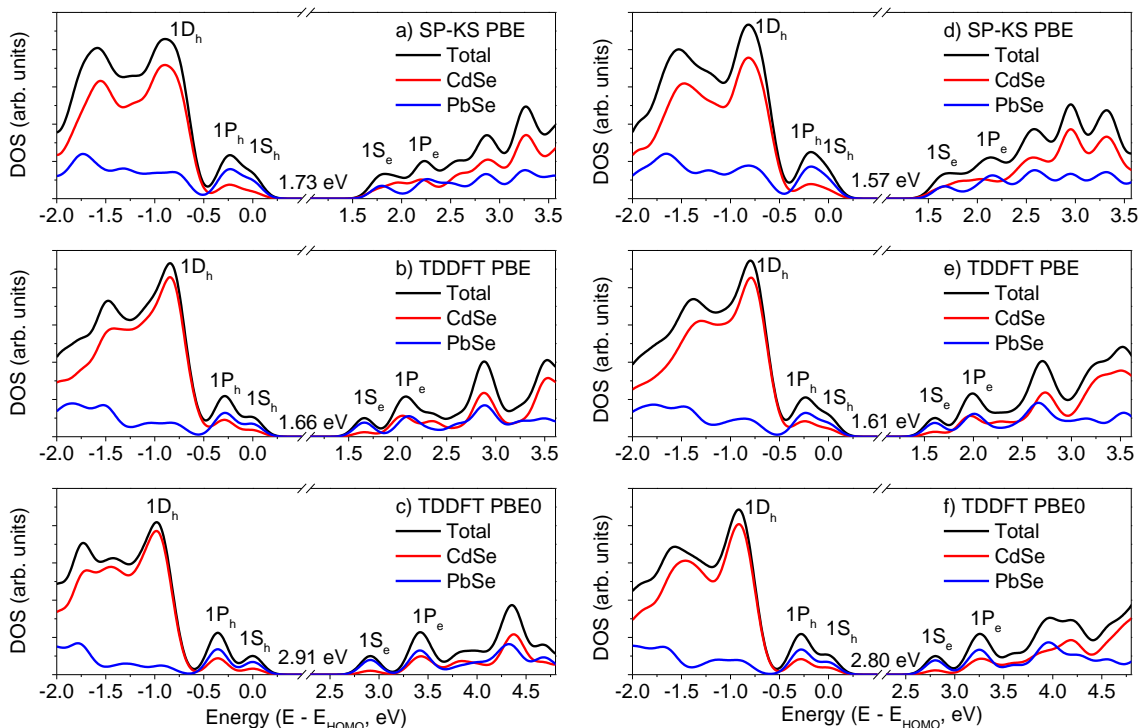 DOS (arb. units)
1D_h
a) SP-KS PBE
Total
CdSe
PbSe
1P_h
1S_h
1S_e
1P_e
1.73 eV
-2.0 -1.5 -1.0 -0.5 0.0 1.5 2.0 2.5 3.0 3.5
DOS (arb. units)
1D_h
d) SP-KS PBE
Total
CdSe
PbSe
1P_h
1S_h
1S_e
1P_e
1.57 eV
-2.0 -1.5 -1.0 -0.5 0.0 1.5 2.0 2.5 3.0 3.5
DOS (arb. units)
1D_h
b) TDDFT PBE
Total
CdSe
PbSe
1P_h
1S_h
1S_e
1P_e
1.66 eV
-2.0 -1.5 -1.0 -0.5 0.0 1.5 2.0 2.5 3.0 3.5
DOS (arb. units)
1D_h
e) TDDFT PBE
Total
CdSe
PbSe
1P_h
1S_h
1S_e
1P_e
1.61 eV
-2.0 -1.5 -1.0 -0.5 0.0 1.5 2.0 2.5 3.0 3.5
DOS (arb. units)
1D_h
c) TDDFT PBE0
Total
CdSe
PbSe
1P_h
1S_h
1S_e
1P_e
2.91 eV
-2.0 -1.5 -1.0 -0.5 0.0 2.5 3.0 3.5 4.0 4.5
Energy (E - E_HOMO, eV)
DOS (arb. units)
1D_h
f) TDDFT PBE0
Total
CdSe
PbSe
1P_h
1S_h
1S_e
1P_e
2.80 eV
-2.0 -1.5 -1.0 -0.5 0.0 2.5 3.0 3.5 4.0 4.5
Energy (E - E_HOMO, eV)